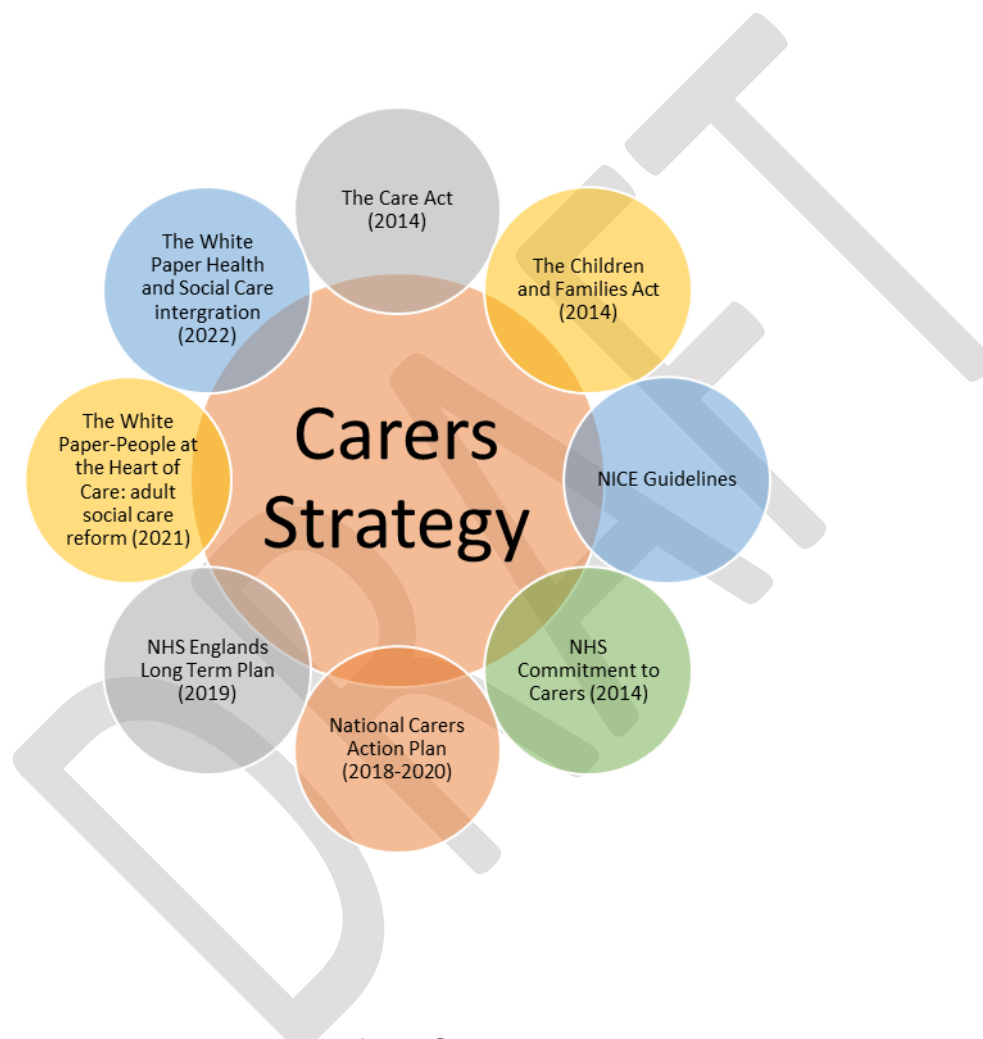 The Care Act
(2014)
The Children
and Families Act
(2014)
NICE Guidelines
NHS
Commitment to
Carers (2014)
National Carers
Action Plan
(2018-2020)
NHS Englands
Long Term Plan
(2019)
The White
Paper-People at
the Heart of
Care: adult
social care
reform (2021)
The White
Paper Health
and Social Care
intergration
(2022)
Carers
Strategy
DRAFT